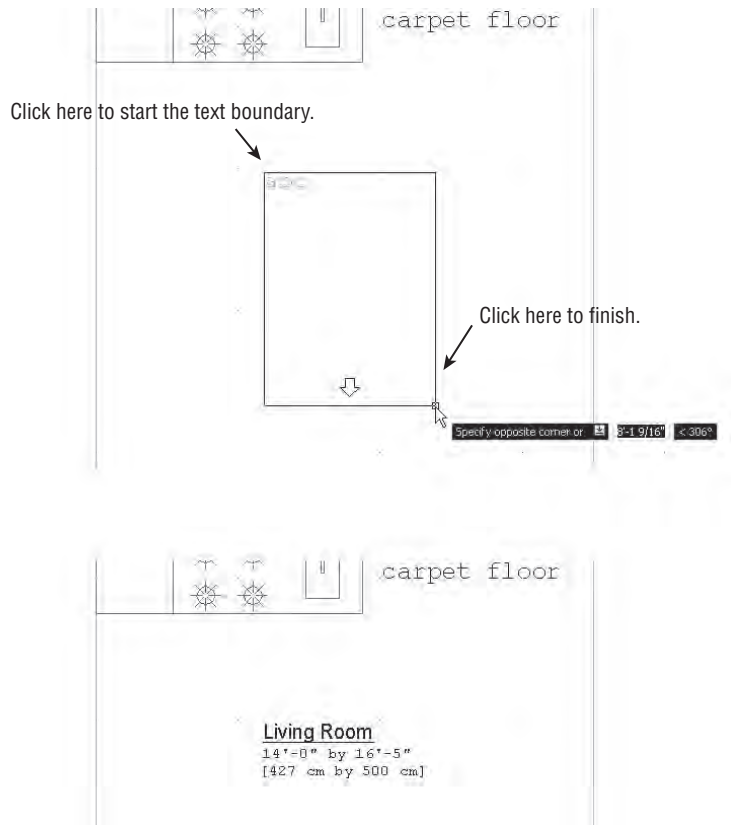 carpet floor
Click here to start the text boundary.
abc
Click here to finish.
Specify opposite corner or 8'-1 9/16" < 306°
carpet floor
Living Room
14'-0" by 16'-5"
[427 cm by 500 cm]